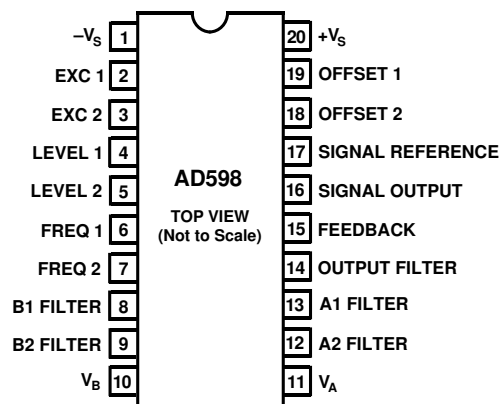 –VS 1 20 +VS
EXC 1 2 19 OFFSET 1
EXC 2 3 18 OFFSET 2
LEVEL 1 4 17 SIGNAL REFERENCE
LEVEL 2 5 16 SIGNAL OUTPUT
FREQ 1 6 15 FEEDBACK
FREQ 2 7 14 OUTPUT FILTER
B1 FILTER 8 13 A1 FILTER
B2 FILTER 9 12 A2 FILTER
VB 10 11 VA
AD598
TOP VIEW
(Not to Scale)